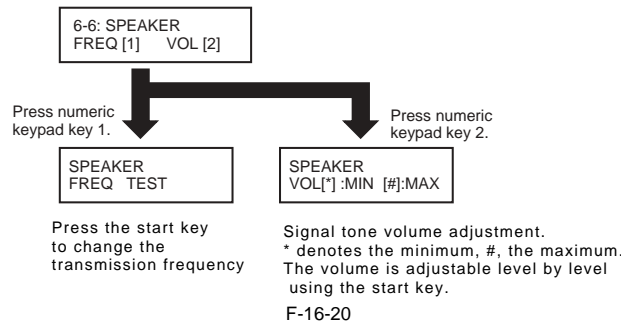 6-6: SPEAKER
FREQ [1] VOL [2]
Press numeric
keypad key 1.
Press numeric
keypad key 2.
SPEAKER
FREQ TEST
SPEAKER
VOL[*] :MIN [#]:MAX
Press the start key
to change the
transmission frequency
Signal tone volume adjustment.
* denotes the minimum, #, the maximum.
The volume is adjustable level by level
using the start key.
F-16-20